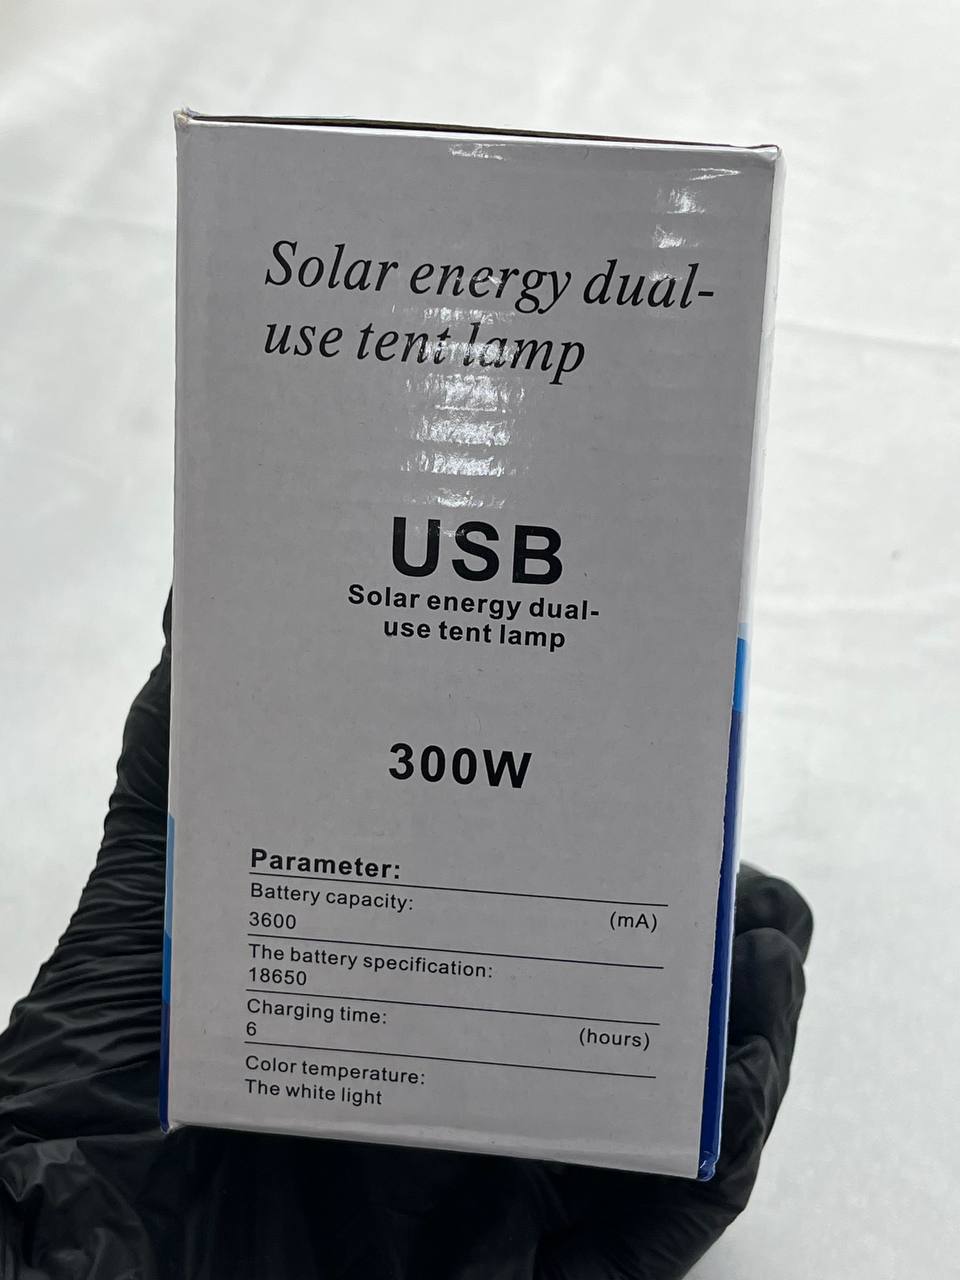 Solar energy dual-
use tent lamp
USB
Solar energy dual-
use tent lamp
300W
Parameter:
Battery capacity:
3600 (mA)
The battery specification:
18650
Charging time:
6 (hours)
Color temperature:
The white light